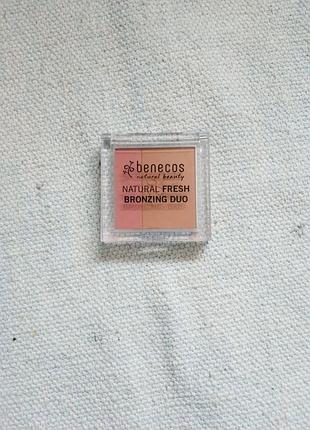 benecos
natural beauty
NATURAL FRESH
BRONZING DUO